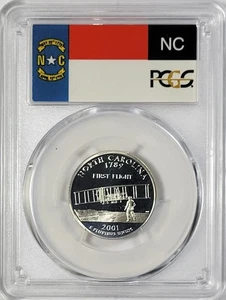 NC
N C
PCGS
NORTH CAROLINA
1789
FIRST FLIGHT
2001
E PLURIBUS UNUM